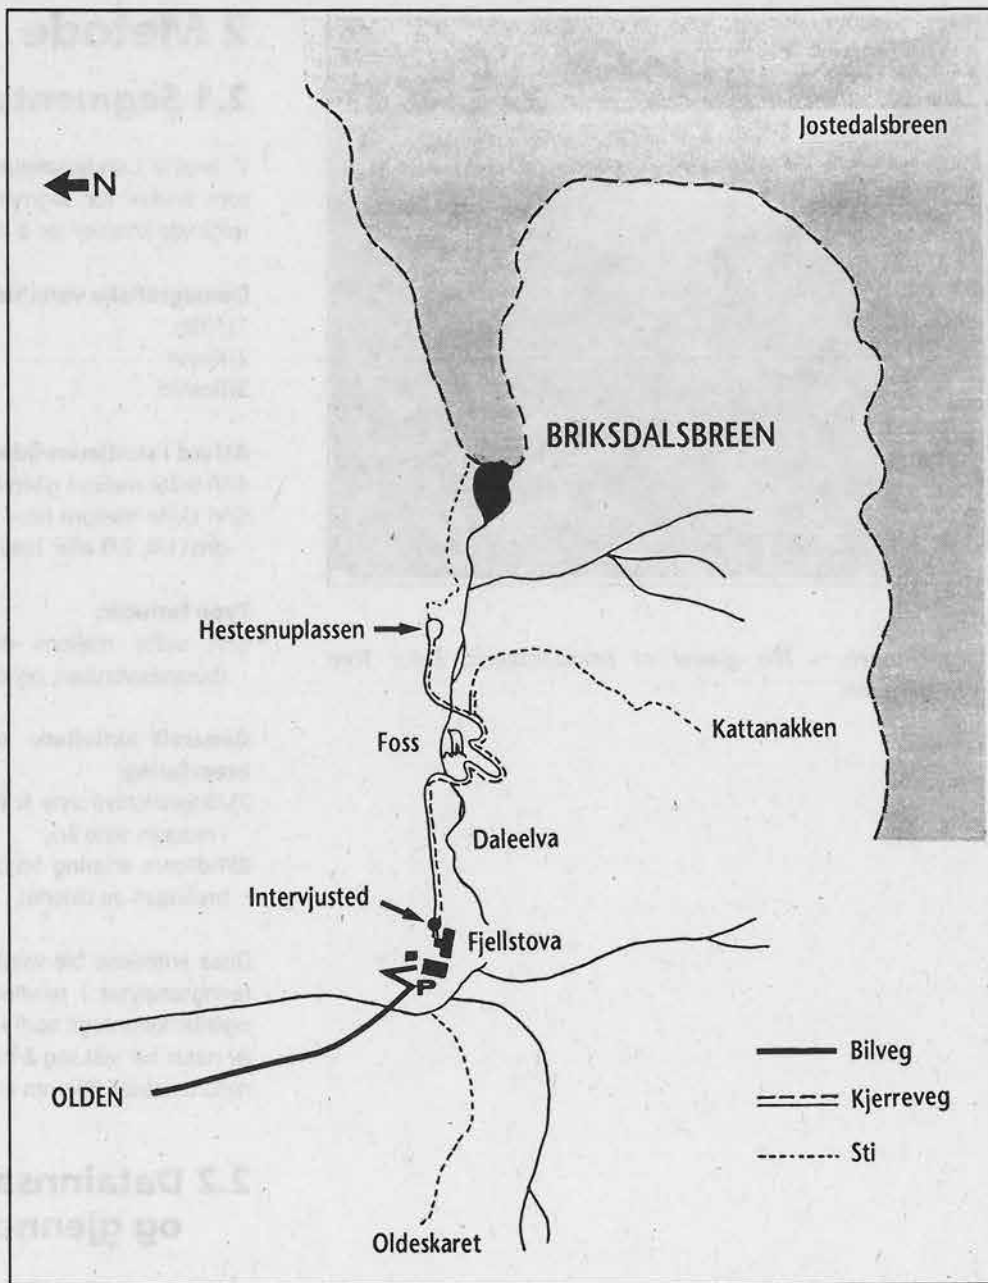 Jostedalsbreen
N
BRIKSDALSBREEN
Hestesnuplassen
Kattanakken
Foss
Daleelva
Intervjusted
Fjellstova
P
OLDEN
Bilveg
Kjerreveg
Sti
Oldeskaret